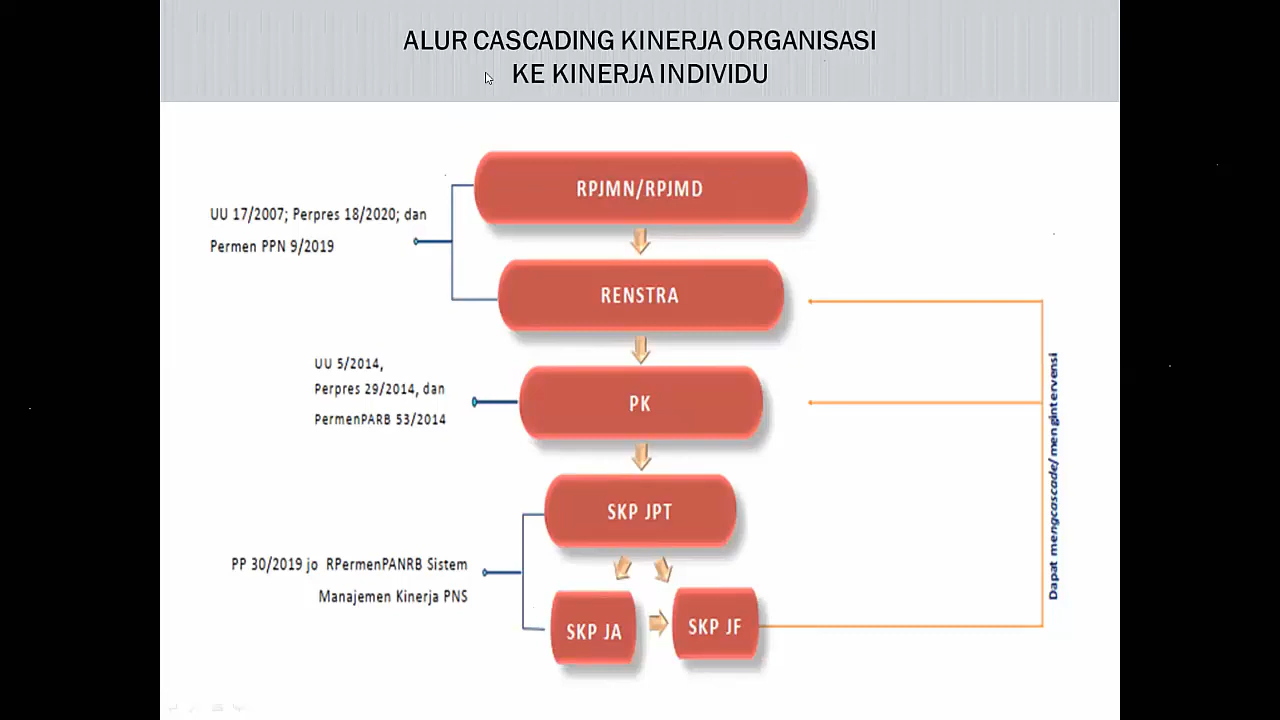 ALUR CASCADING KINERJA ORGANISASI
KE KINERJA INDIVIDU
RPJMN/RPJMD
UU 17/2007; Perpres 18/2020; dan
Permen PPN 9/2019
RENSTRA
UU 5/2014,
Perpres 29/2014, dan
PermenPARB 53/2014
PK
SKP JPT
PP 30/2019 jo RPermenPANRB Sistem
Manajemen Kinerja PNS
SKP JA
SKP JF
Dapat mengcascade/ mengintervensi